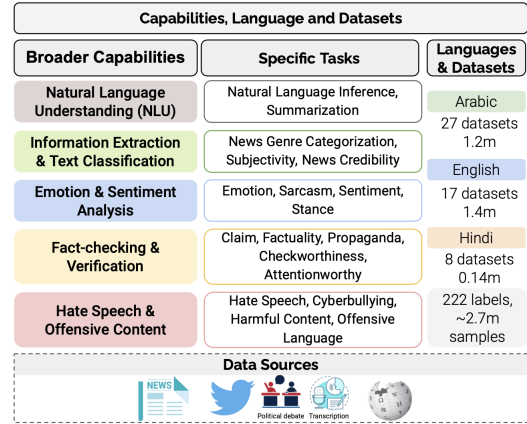 Capabilities, Language and Datasets
Broader Capabilities
Specific Tasks
Languages
& Datasets
Natural Language
Understanding (NLU)
Natural Language Inference,
Summarization
Information Extraction
& Text Classification
News Genre Categorization,
Subjectivity, News Credibility
Emotion & Sentiment
Analysis
Emotion, Sarcasm, Sentiment,
Stance
Fact-checking &
Verification
Claim, Factuality, Propaganda,
Checkworthiness,
Attentionworthy
Hate Speech &
Offensive Content
Hate Speech, Cyberbullying,
Harmful Content, Offensive
Language
Arabic
27 datasets
1.2m
English
17 datasets
1.4m
Hindi
8 datasets
0.14m
222 labels,
~2.7m
samples
Data Sources
NEWS
Political debate
Transcription